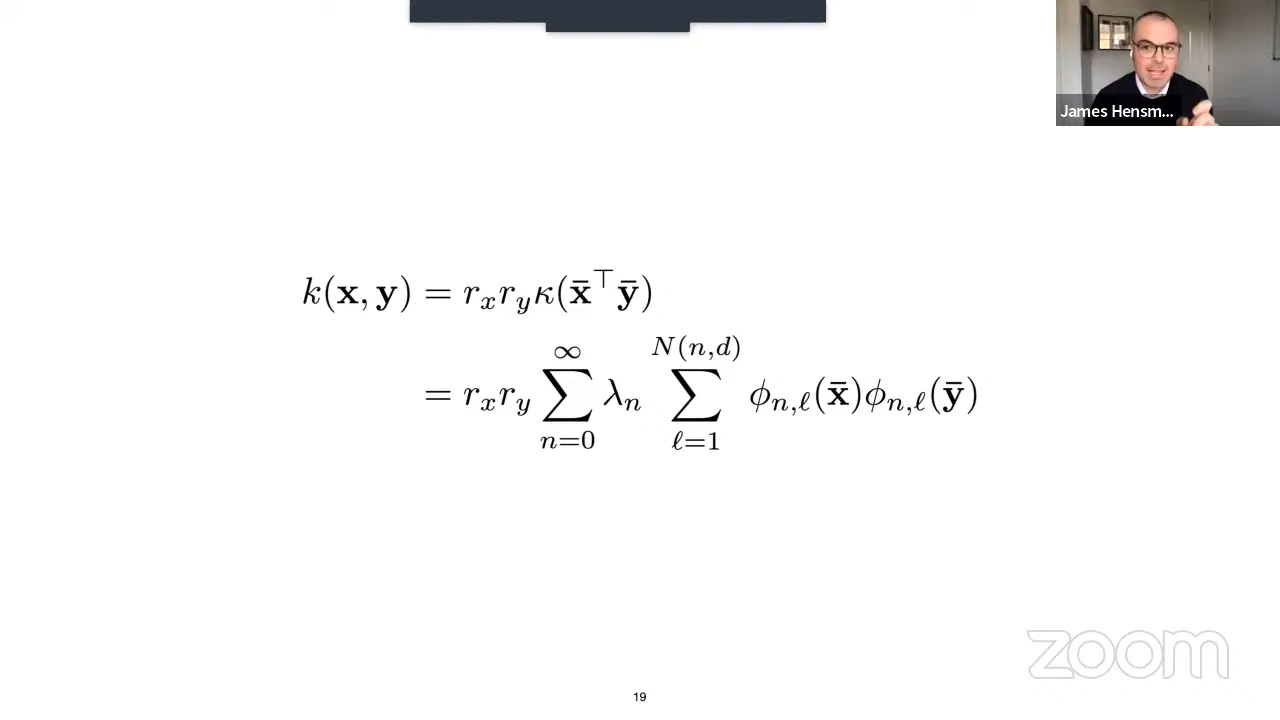 James Hensm...
k(𝐱, 𝐲) = r_x r_y κ(𝐱̄^⊤ 𝐲̄)
= r_x r_y ∑_{n=0}^{∞} λ_n ∑_{ℓ=1}^{N(n,d)} ϕ_{n,ℓ}(𝐱̄)ϕ_{n,ℓ}(𝐲̄)
zoom
19